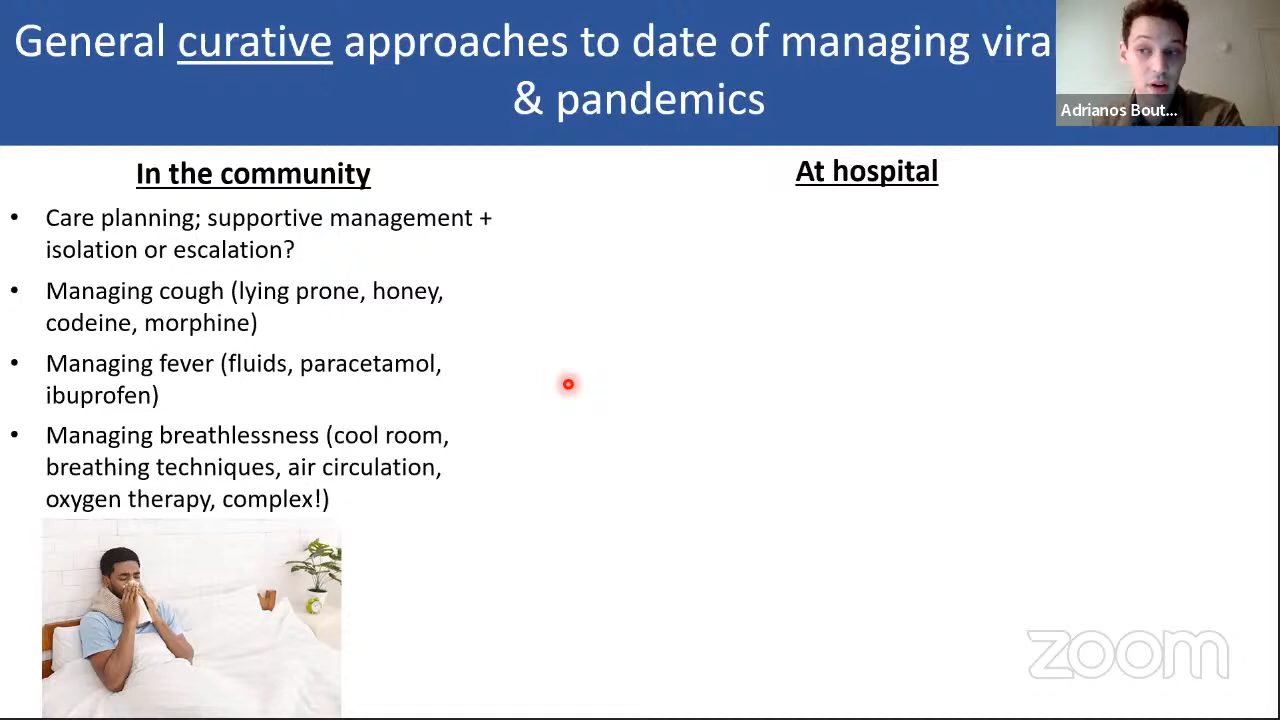 General curative approaches to date of managing vira
& pandemics
Adrianos Bout...
In the community
• Care planning; supportive management +
isolation or escalation?
• Managing cough (lying prone, honey,
codeine, morphine)
• Managing fever (fluids, paracetamol,
ibuprofen)
• Managing breathlessness (cool room,
breathing techniques, air circulation,
oxygen therapy, complex!)
At hospital
zoom